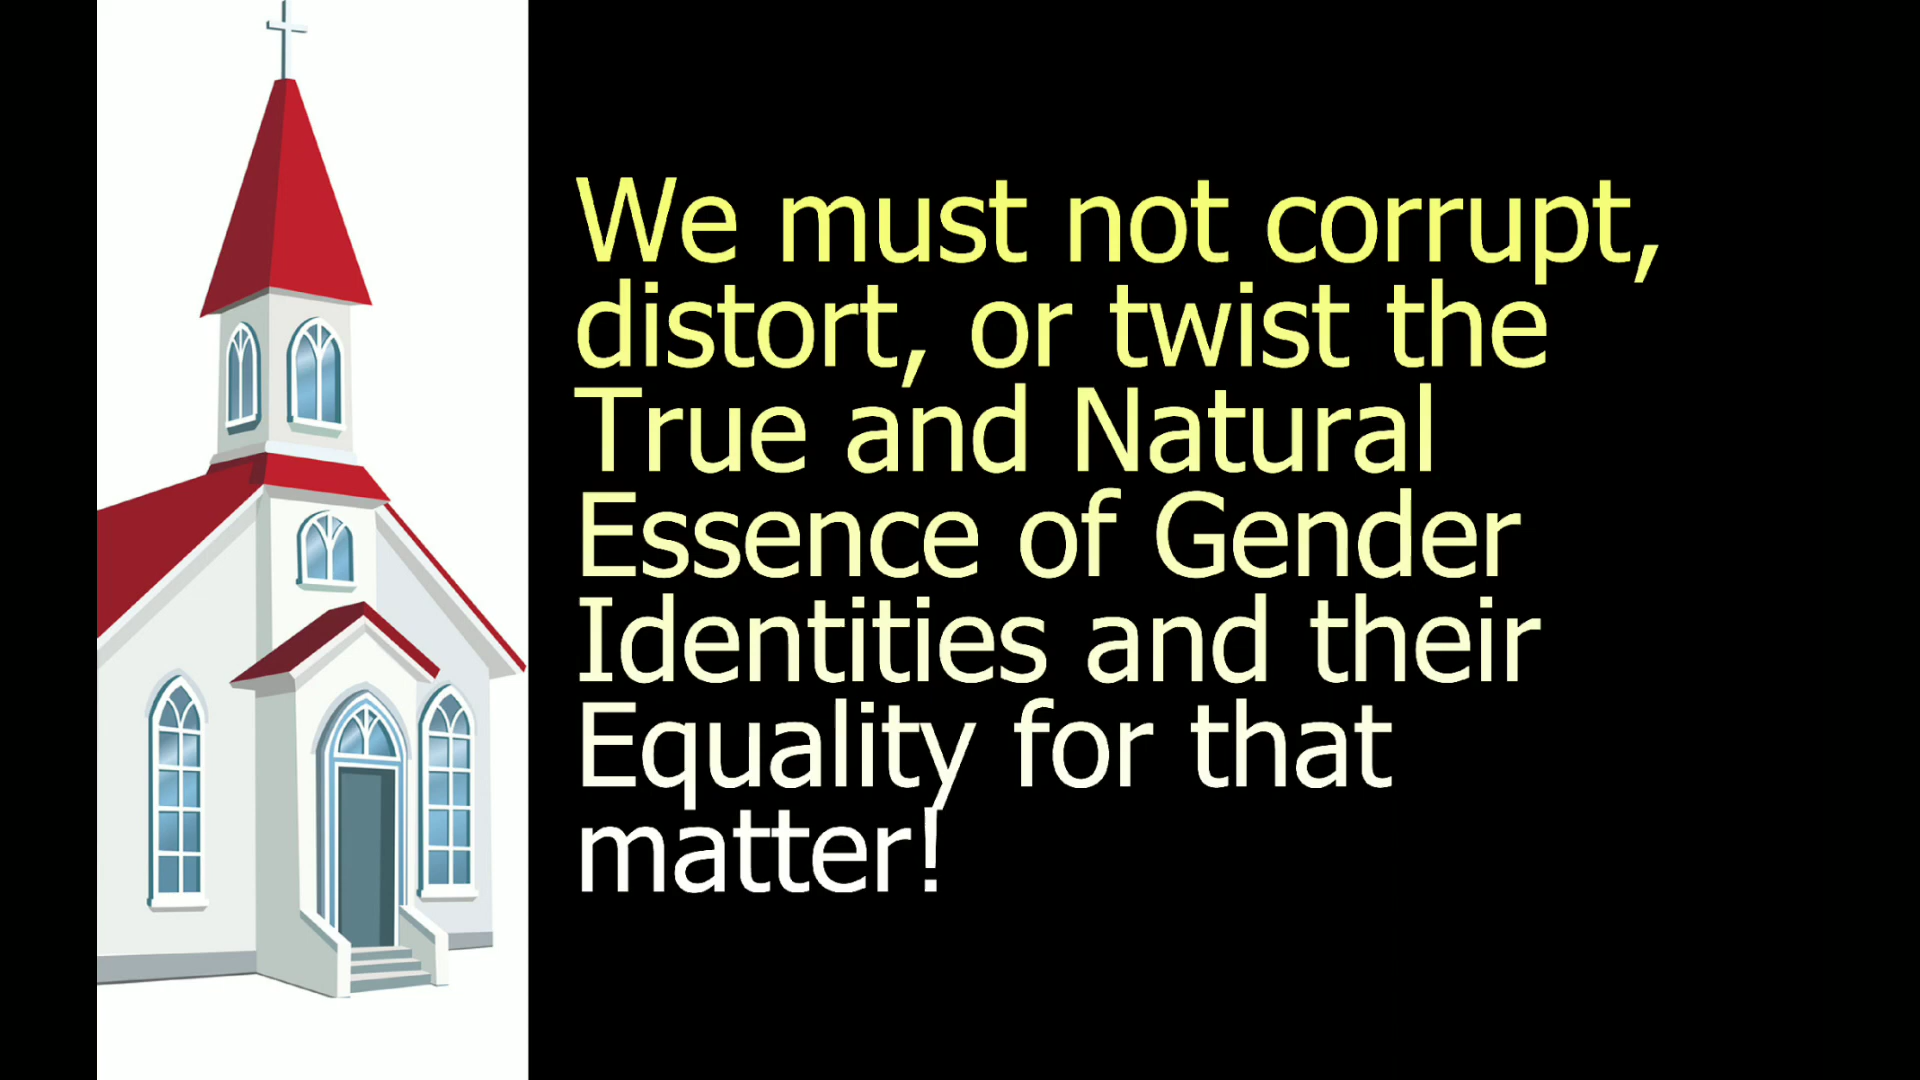 We must not corrupt,
distort, or twist the
True and Natural
Essence of Gender
Identities and their
Equality for that
matter!